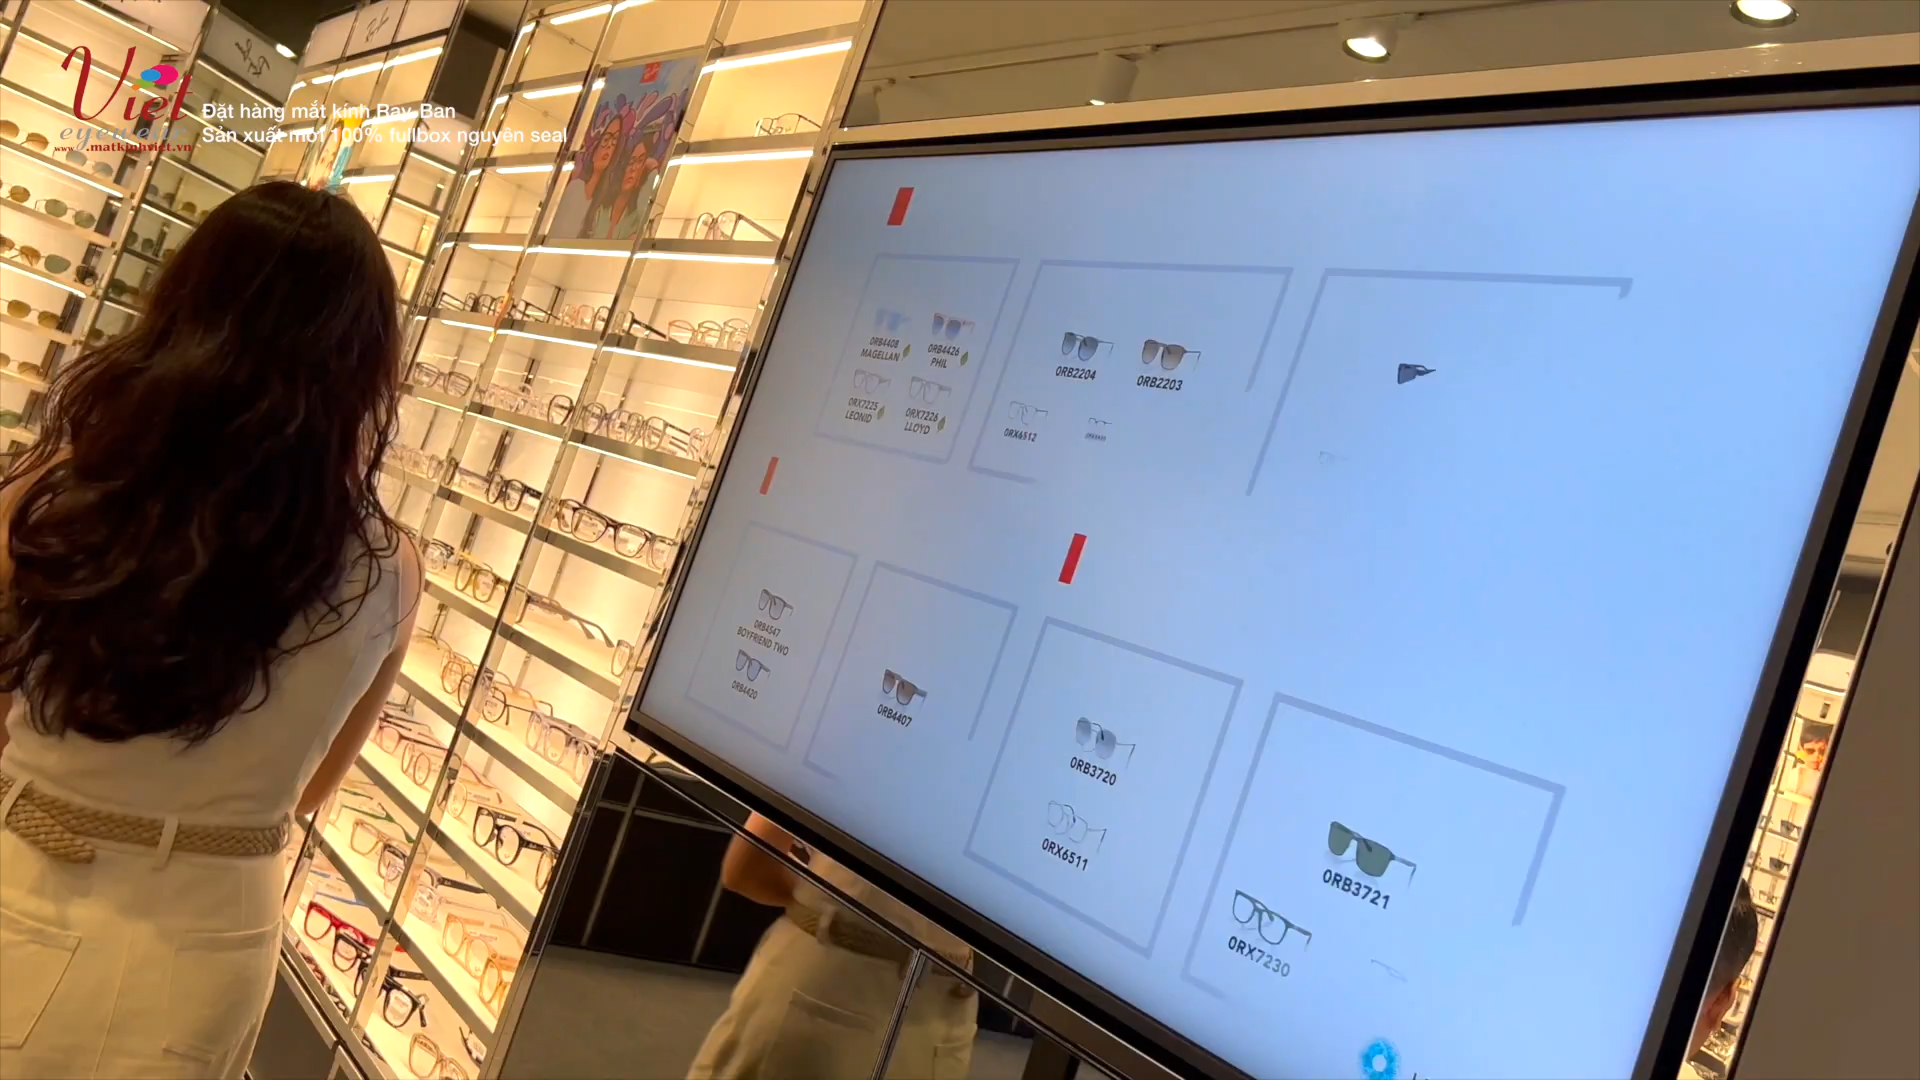 Viet
eyewear
www.matkinhviet.vn
Đặt hàng mắt kính Ray-Ban
Sản xuất mới 100% fullbox nguyên seal
0RB4408
MAGELLAN
0RB4426
PHIL
0RX7225
LEONID
0RX7226
LLOYD
0RB2204
0RB2203
0RX6512
0RB4547
BOYFRIEND TWO
0RB4420
0RB4407
0RB3720
0RX6511
0RB3721
0RX7230